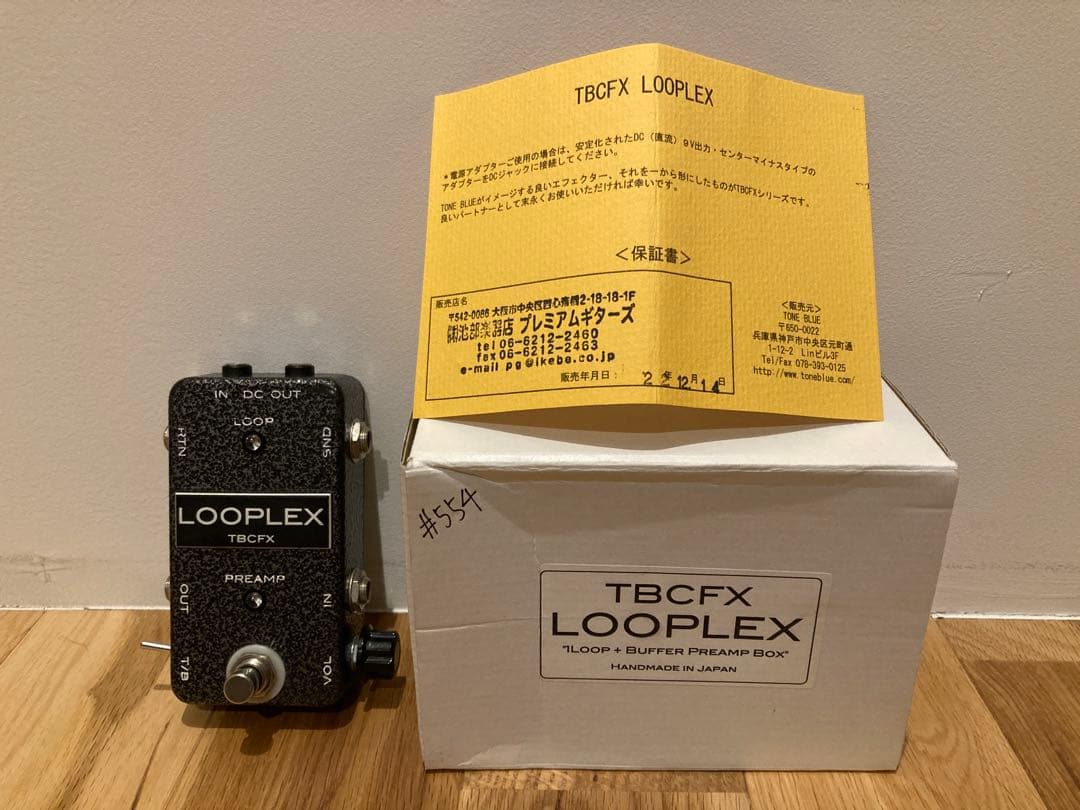 TBCFX LOOPLEX
*電源アダプターご使用の場合は、安定化されたDC（直流）9V出力・センターマイナスタイプの
アダプターをDCジャックに接続してください。
TONE BLUEがイメージする良いエフェクター、それを一から形にしたものがTBCFXシリーズです。
良いパートナーとして末永くお使いいただければ幸いです。
＜保証書＞
販売店名
〒542-0086 大阪市中央区西心斎橋2-18-18-1F
㈱池部楽器店 プレミアムギターズ
tel 06-6212-2460
fax 06-6212-2463
e-mail pg@ikebe.co.jp
販売年月日：
年12月14日
＜販売元＞
TONE BLUE
〒650-0022
兵庫県神戸市中央区元町通
1-12-2 Linビル3F
Tel/Fax 078-393-0125
http://www.toneblue.com/
IN DC OUT
LOOP
RTN
SND
LOOPLEX
TBCFX
PREAMP
OUT
IN
T/B
VOL
#554
TBCFX
LOOPLEX
"1LOOP + BUFFER PREAMP BOX"
HANDMADE IN JAPAN